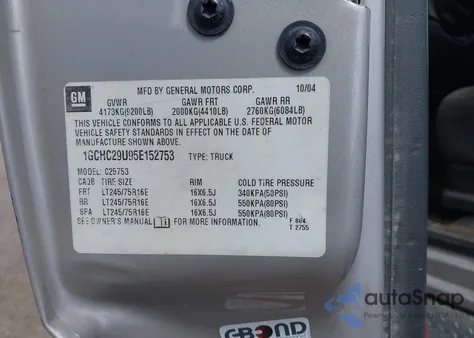 GM
MFD BY GENERAL MOTORS CORP. 10/04
GVWR GAWR FRT GAWR RR
4173KG(9200LB) 2000KG(4410LB) 2760KG(6084LB)
THIS VEHICLE CONFORMS TO ALL APPLICABLE U.S. FEDERAL MOTOR
VEHICLE SAFETY STANDARDS IN EFFECT ON THE DATE OF
MANUFACTURE SHOWN ABOVE.
1GCHC29U95E152753 TYPE: TRUCK
MODEL: C25753
TIRE SIZE RIM COLD TIRE PRESSURE
FRT LT245/75R16E 16X6.5J 340KPA(50PSI)
RR LT245/75R16E 16X6.5J 550KPA(80PSI)
SPA LT245/75R16E 16X6.5J 550KPA(80PSI)
SEE OWNER'S MANUAL FOR MORE INFORMATION.
F 864
T 2755
autoSnap